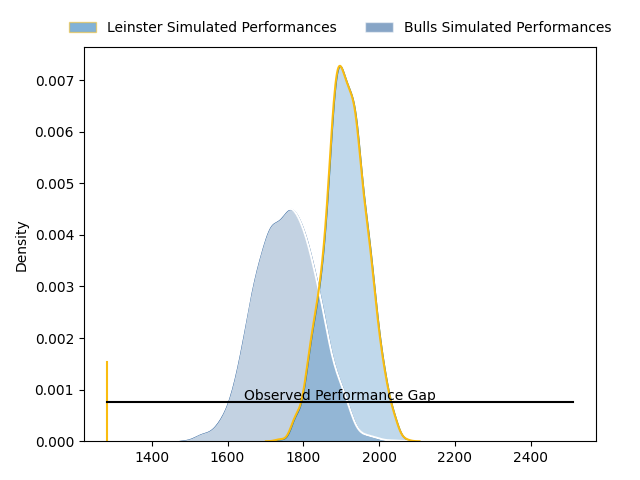 Leinster Simulated Performances Bulls Simulated Performances
0.007
0.006
0.005
0.004
0.003
0.002
0.001
0.000
Density
Observed Performance Gap
1400 1600 1800 2000 2200 2400